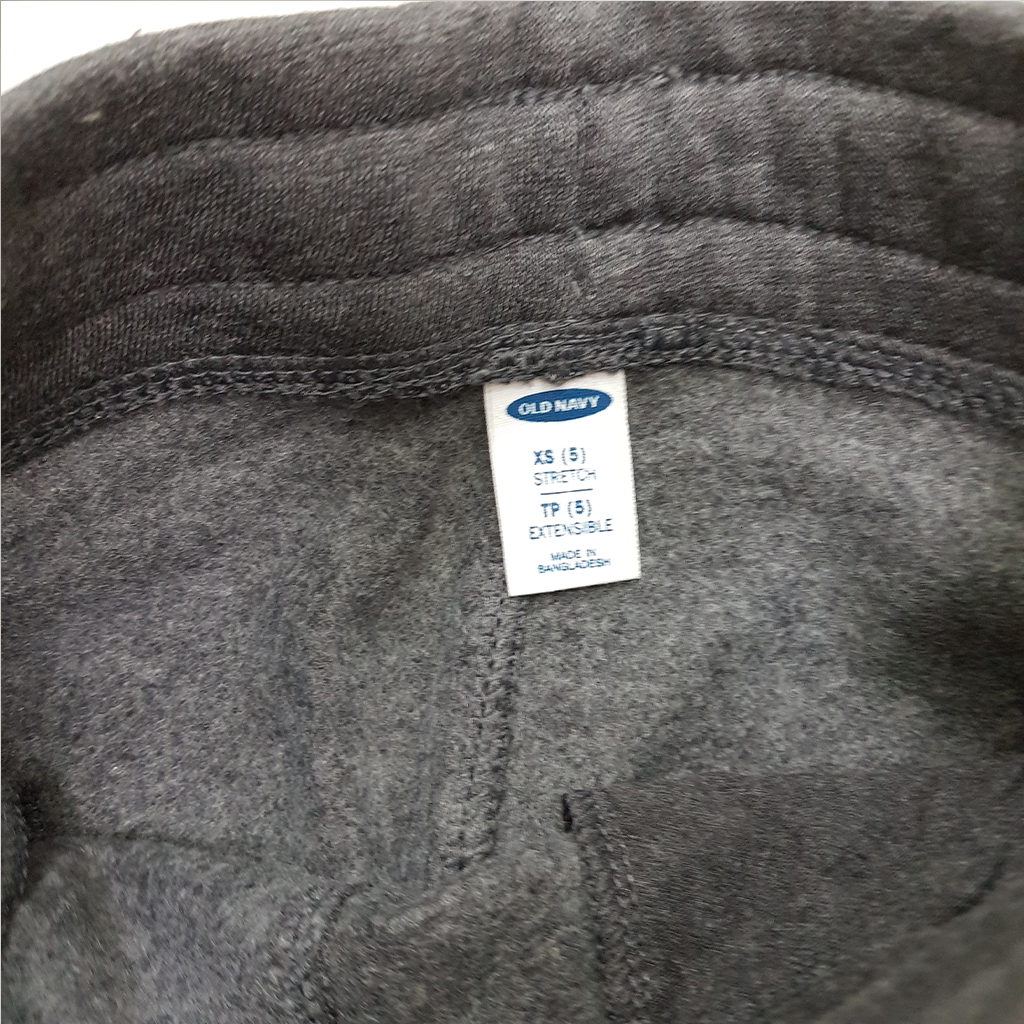 OLD NAVY
XS (5)
STRETCH
TP (5)
EXTENSIBLE
MADE IN
BANGLADESH